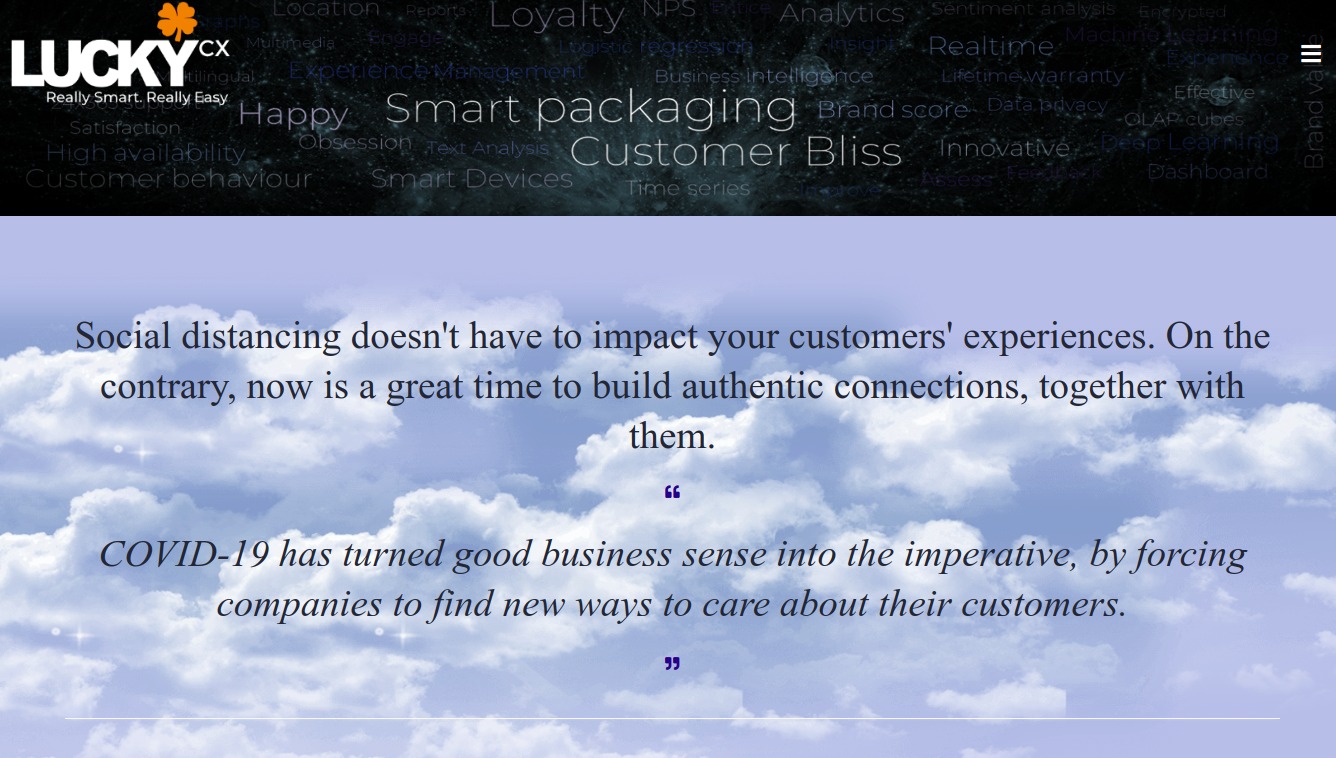 Location
Reports
Loyalty
NPS
Analytics
Sentiment analysis
Encrypted
LUCKY CX
Really Smart. Really Easy
Multimedia
Engage
Logistic regression
Insight
Realtime
Machine Learning
Experience
Experience Management
Business intelligence
Lifetime warranty
Effective
Happy
Smart packaging
Brand score
Data privacy
OLAP cubes
Satisfaction
Obsession
Text Analysis
Customer Bliss
Innovative
Deep Learning
High availability
Customer behaviour
Smart Devices
Time series
Improve
Assess
Feedback
Dashboard
Brand value
Social distancing doesn't have to impact your customers' experiences. On the
contrary, now is a great time to build authentic connections, together with
them.
“
COVID-19 has turned good business sense into the imperative, by forcing
companies to find new ways to care about their customers.
”